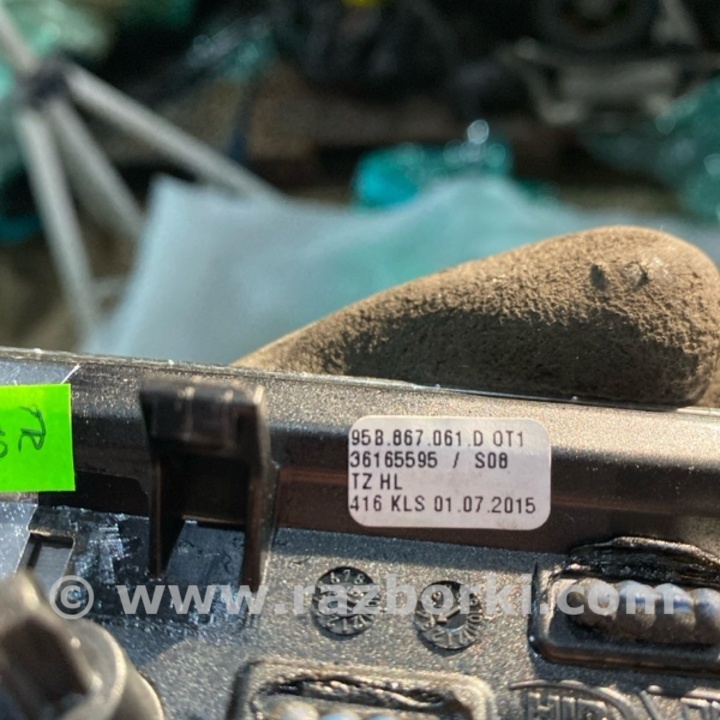 95B.867.061.D OT1
36165595 / S08
TZ HL
416 KLS 01.07.2015
© www.razborki.com